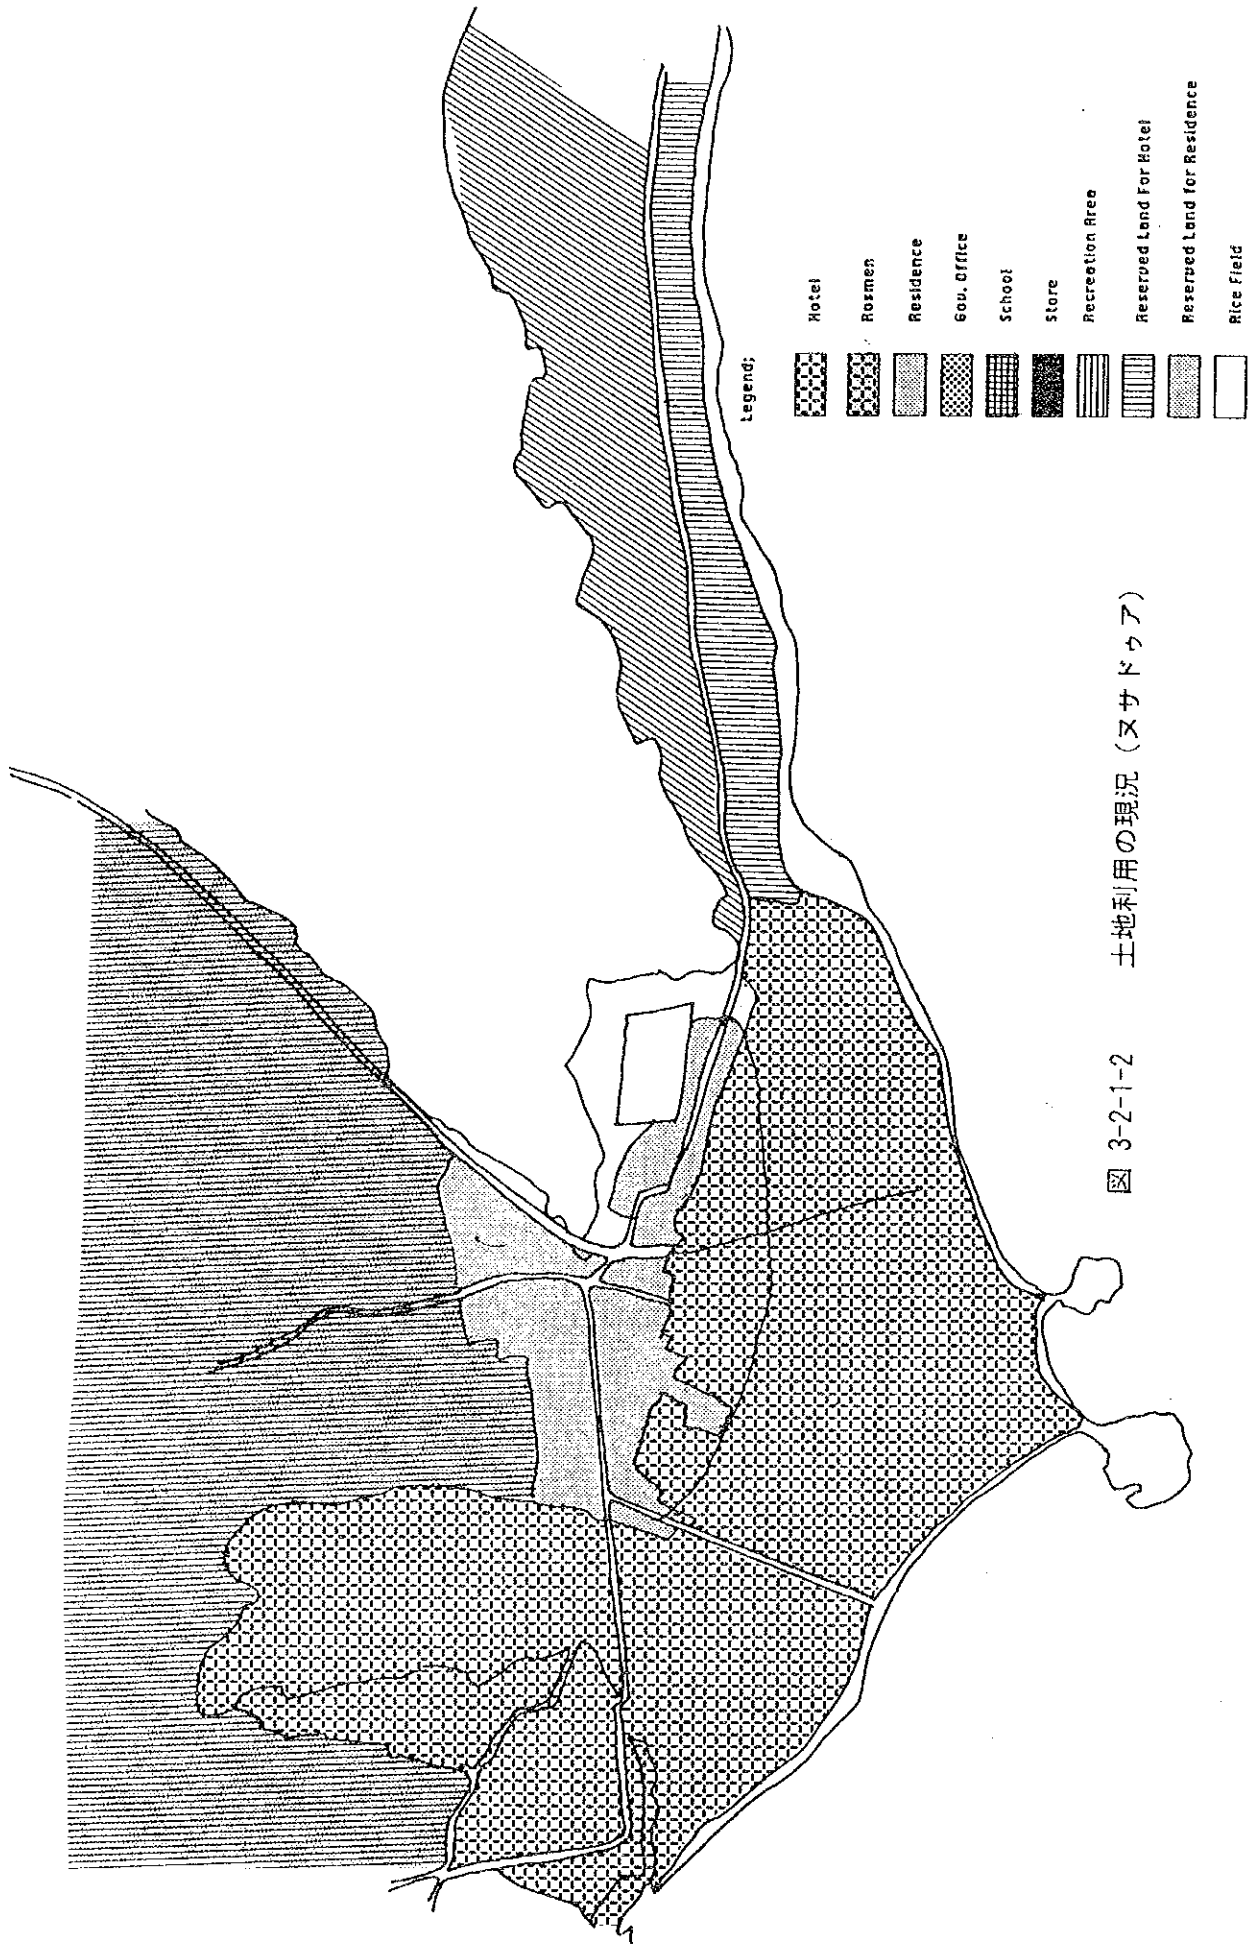 Legend;
Hotel
Rosmen
Residence
Gov. Office
School
Store
Recreation Area
Reserved Land For Hotel
Reserved Land for Residence
Rice Field
図 3-2-1-2 土地利用の現況（ヌサドゥア）